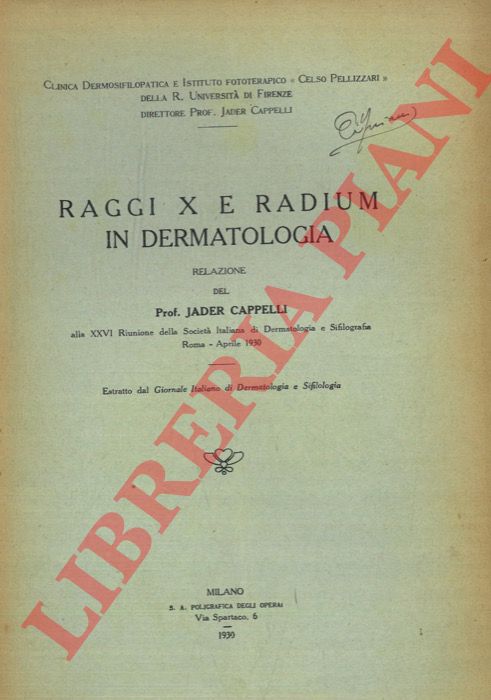 CLINICA DERMOSIFILOPATICA E ISTITUTO FOTOTERAPICO « CELSO PELLIZZARI »
DELLA R. UNIVERSITÀ DI FIRENZE
DIRETTORE PROF. JADER CAPPELLI
RAGGI X E RADIUM
IN DERMATOLOGIA
RELAZIONE
DEL
Prof. JADER CAPPELLI
alla XXVI Riunione della Società Italiana di Dermatologia e Sifilografia
Roma - Aprile 1930
Estratto dal Giornale Italiano di Dermatologia e Sifilologia
MILANO
S. A. POLIGRAFICA DEGLI OPERAI
Via Spartaco, 6
1930
LIBRERIA PIANI